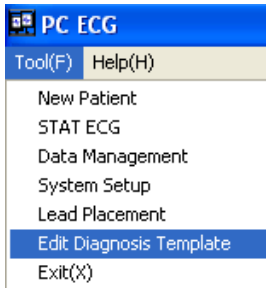 PC ECG
Tool(F) Help(H)
New Patient
STAT ECG
Data Management
System Setup
Lead Placement
Edit Diagnosis Template
Exit(X)